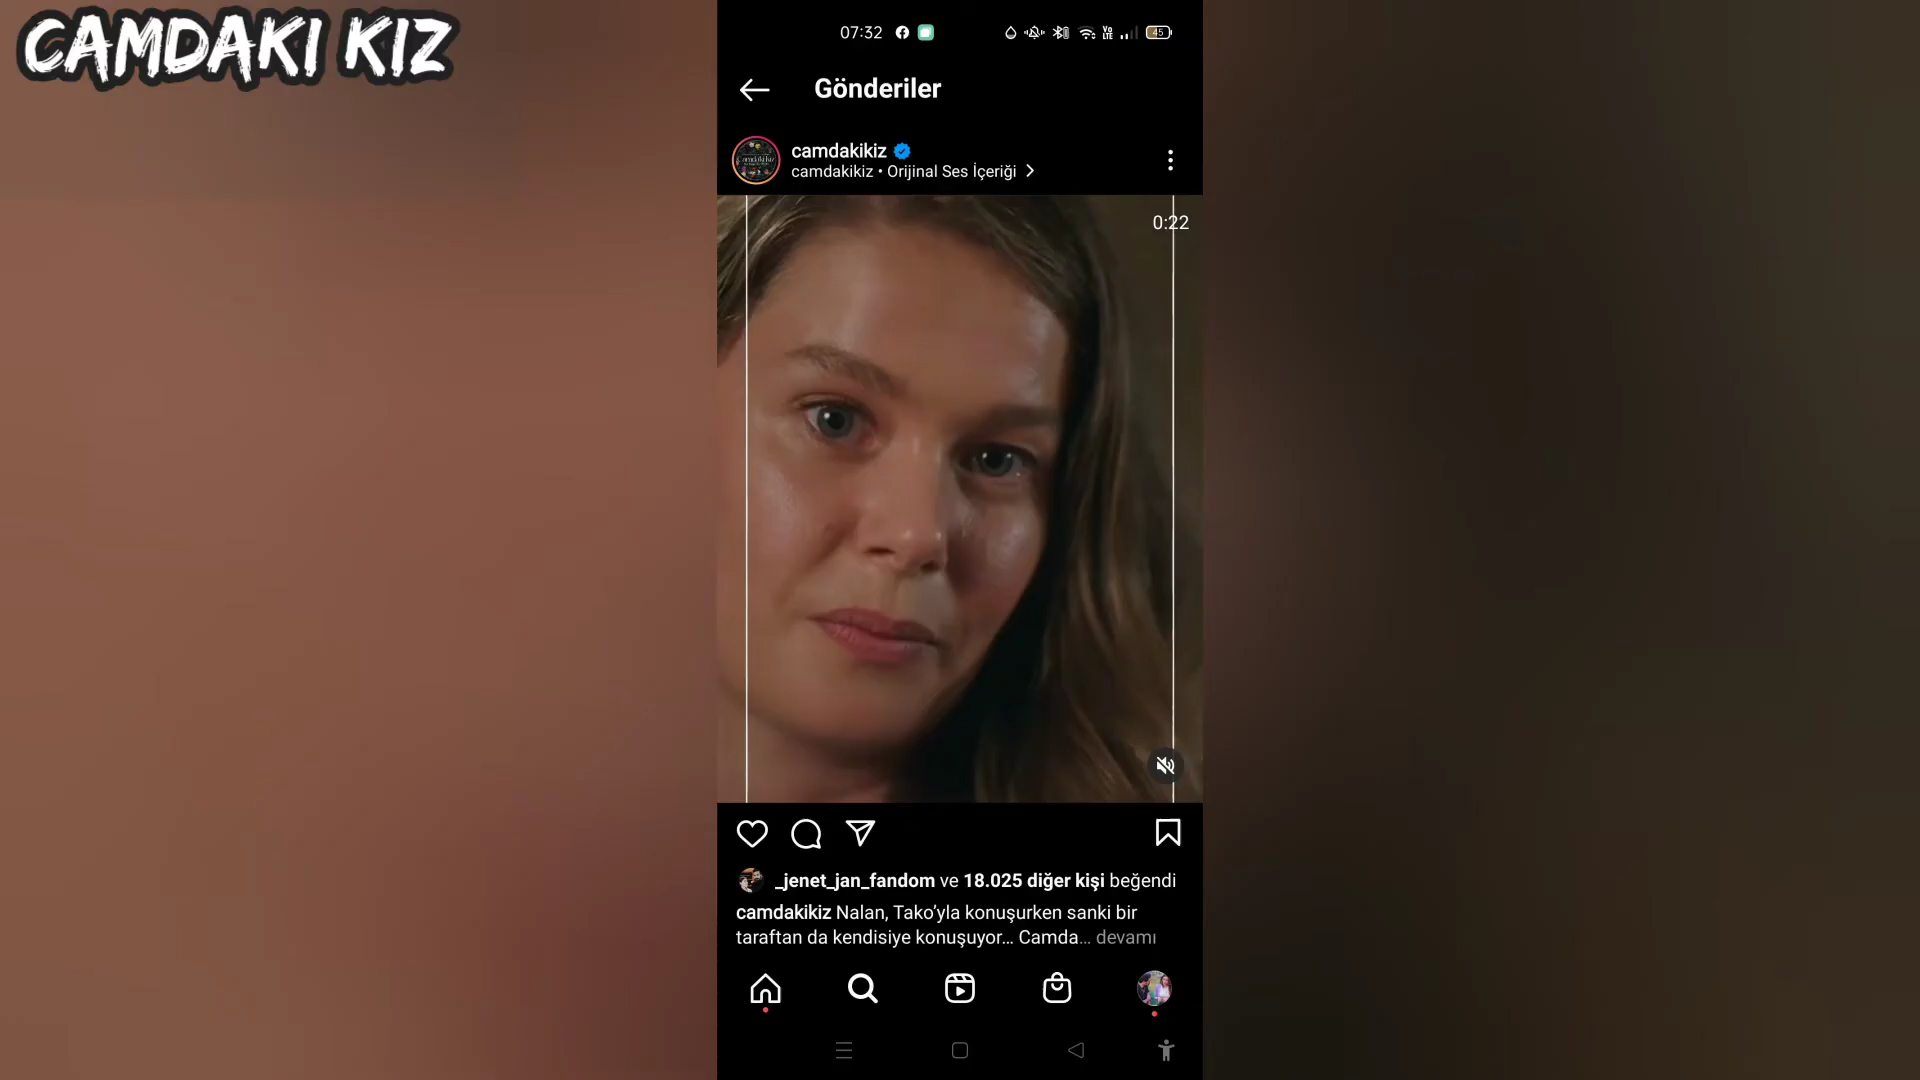 CAMDAKI KIZ
07:32
45
Gönderiler
camdakikiz
camdakikiz • Orijinal Ses İçeriği
0:22
_jenet_jan_fandom ve 18.025 diğer kişi beğendi
camdakikiz Nalan, Tako’yla konuşurken sanki bir
taraftan da kendisiye konuşuyor... Camda... devamı